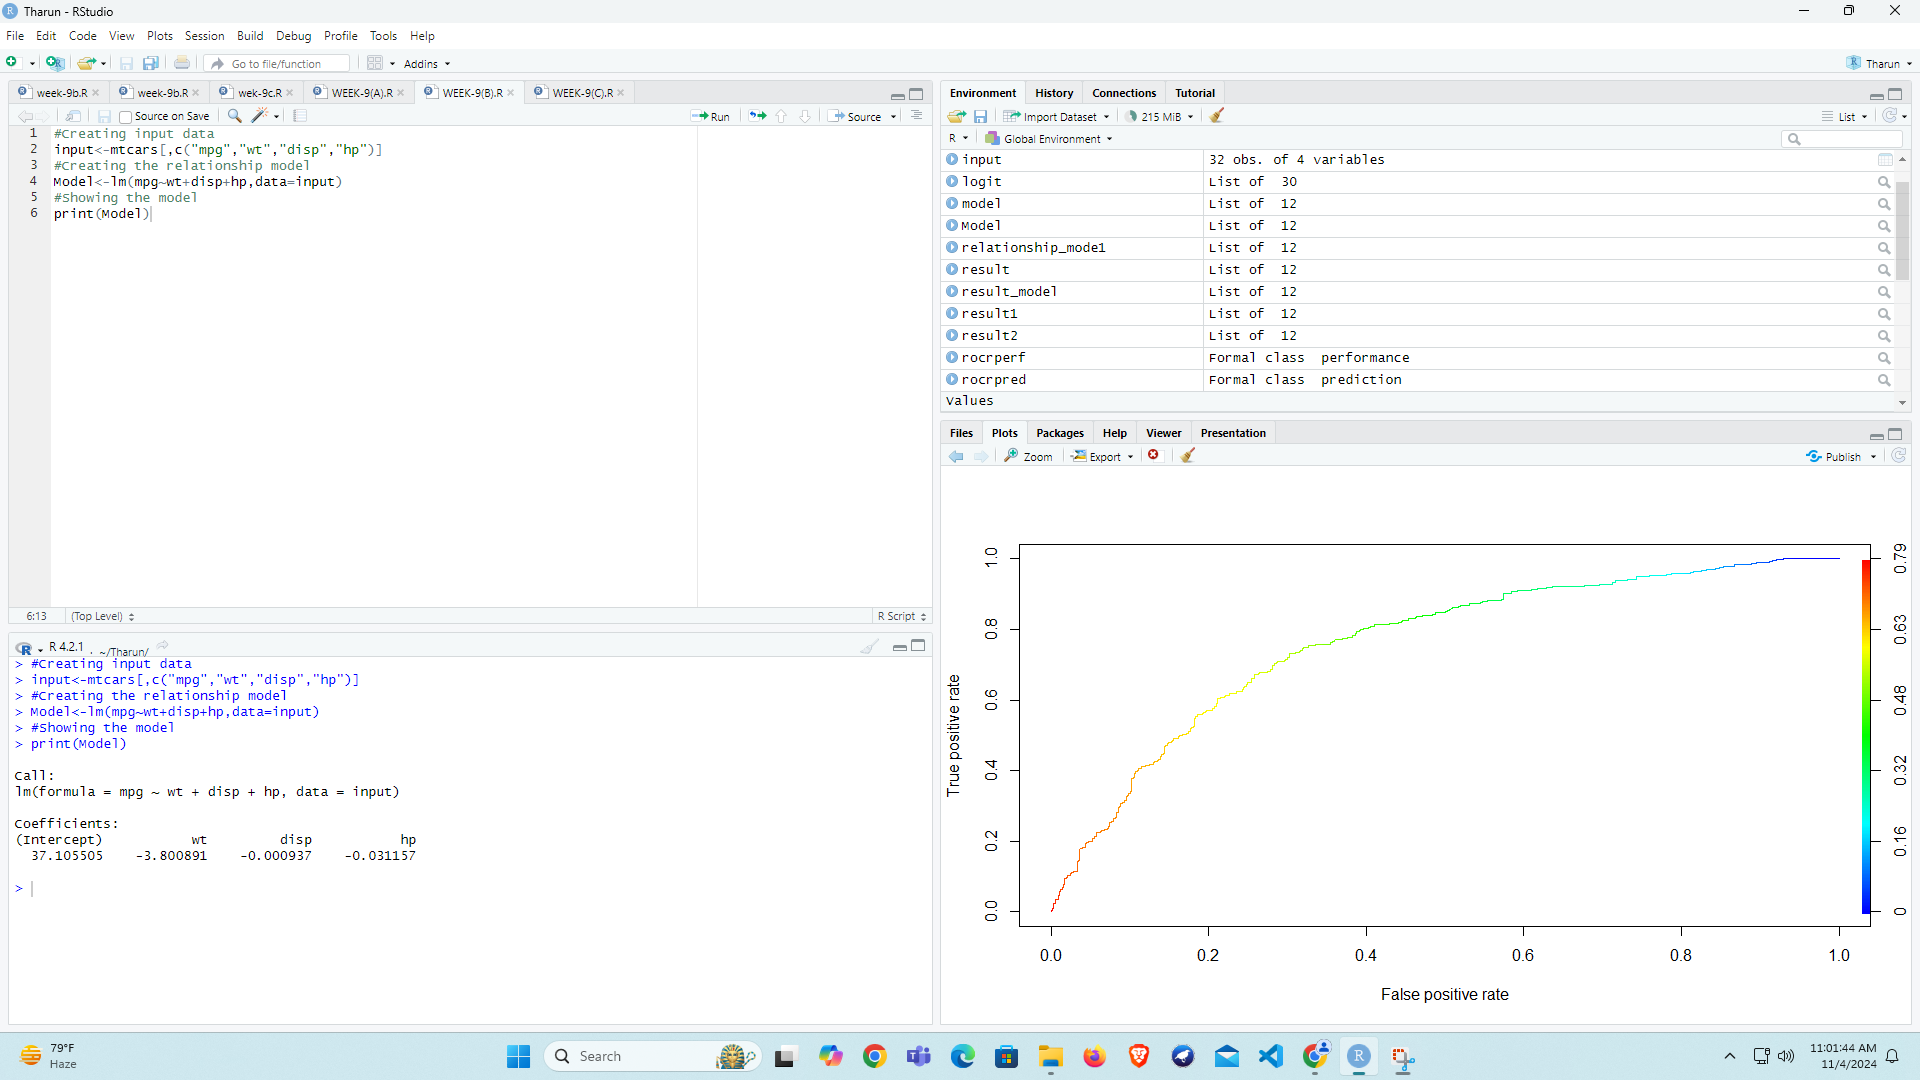 Tharun - RStudio
File Edit Code View Plots Session Build Debug Profile Tools Help
Go to file/function Addins Tharun
week-9b.R week-9b.R wek-9c.R WEEK-9(A).R WEEK-9(B).R WEEK-9(C).R
Source on Save Run Source
1 #Creating input data
2 input<-mtcars[,c("mpg","wt","disp","hp")]
3 #Creating the relationship model
4 Model<-lm(mpg~wt+disp+hp,data=input)
5 #Showing the model
6 print(Model)
6:13 (Top Level) R Script
R 4.2.1 . ~/Tharun/
> #Creating input data
> input<-mtcars[,c("mpg","wt","disp","hp")]
> #Creating the relationship model
> Model<-lm(mpg~wt+disp+hp,data=input)
> #Showing the model
> print(Model)
Call:
lm(formula = mpg ~ wt + disp + hp, data = input)
Coefficients:
(Intercept) wt disp hp
37.105505 -3.800891 -0.000937 -0.031157
>
Environment History Connections Tutorial
Import Dataset 215 MiB List
R Global Environment
input 32 obs. of 4 variables
logit List of 30
model List of 12
Model List of 12
relationship_mode1 List of 12
result List of 12
result_model List of 12
result1 List of 12
result2 List of 12
rocrperf Formal class performance
rocrpred Formal class prediction
Values
Files Plots Packages Help Viewer Presentation
Zoom Export Publish
True positive rate
1.0
0.8
0.6
0.4
0.2
0.0
0.79
0.63
0.48
0.32
0.16
0
0.0 0.2 0.4 0.6 0.8 1.0
False positive rate
79°F
Haze
Search
11:01:44 AM
11/4/2024